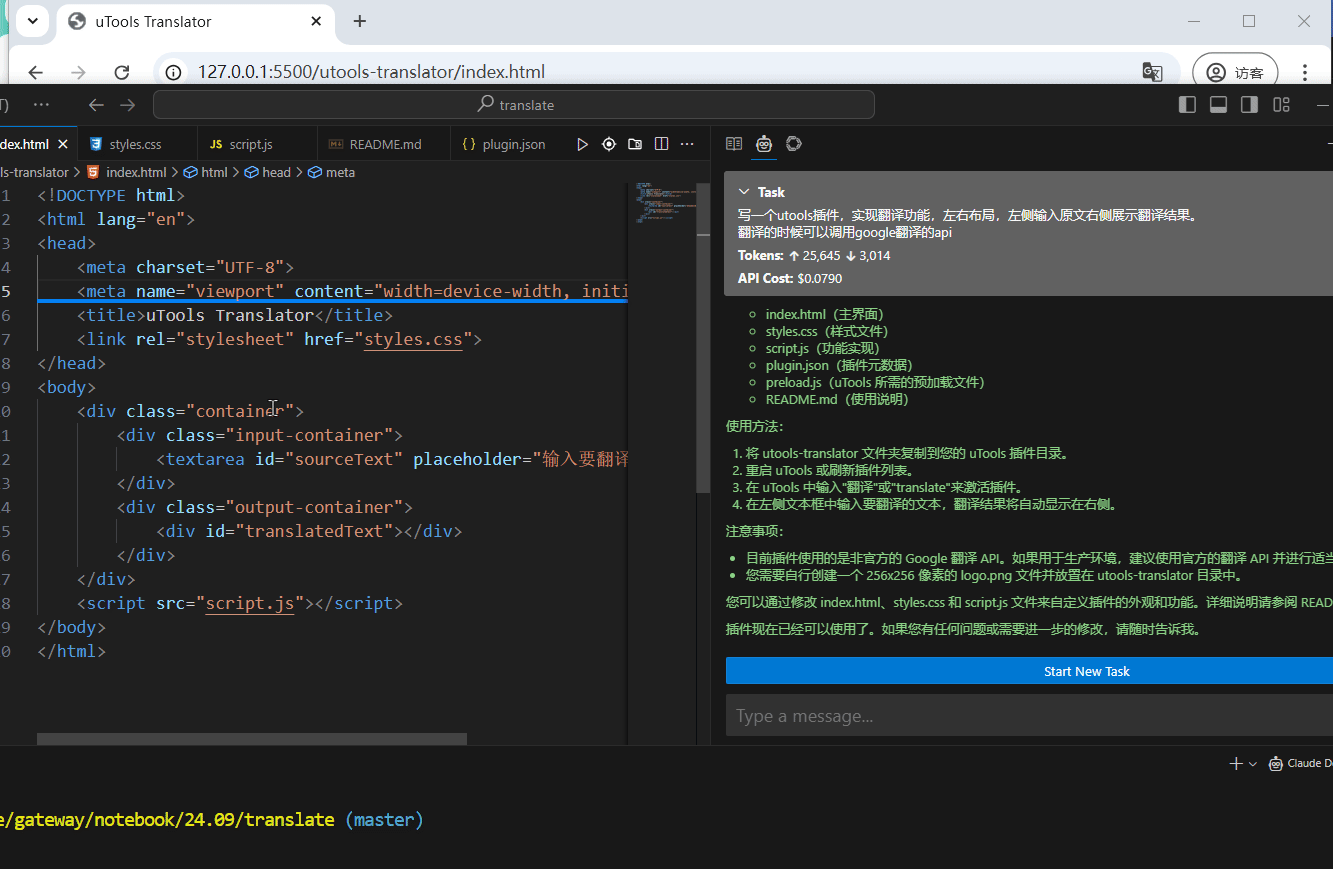 uTools Translator
127.0.0.1:5500/utools-translator/index.html
访客
translate
dex.html
styles.css
script.js
README.md
plugin.json
ls-translator > index.html > html > head > meta
1 <!DOCTYPE html>
2 <html lang="en">
3 <head>
4 <meta charset="UTF-8">
5 <meta name="viewport" content="width=device-width, initi
6 <title>uTools Translator</title>
7 <link rel="stylesheet" href="styles.css">
8 </head>
9 <body>
0 <div class="container">
1 <div class="input-container">
2 <textarea id="sourceText" placeholder="输入要翻译
3 </div>
4 <div class="output-container">
5 <div id="translatedText"></div>
6 </div>
7 </div>
8 <script src="script.js"></script>
9 </body>
0 </html>
Task
写一个utools插件，实现翻译功能，左右布局，左侧输入原文右侧展示翻译结果。
翻译的时候可以调用google翻译的api
Tokens: ↑ 25,645 ↓ 3,014
API Cost: $0.0790
index.html（主界面）
styles.css（样式文件）
script.js（功能实现）
plugin.json（插件元数据）
preload.js（uTools 所需的预加载文件）
README.md（使用说明）
使用方法：
1. 将 utools-translator 文件夹复制到您的 uTools 插件目录。
2. 重启 uTools 或刷新插件列表。
3. 在 uTools 中输入"翻译"或"translate"来激活插件。
4. 在左侧文本框中输入要翻译的文本，翻译结果将自动显示在右侧。
注意事项：
目前插件使用的是非官方的 Google 翻译 API。如果用于生产环境，建议使用官方的翻译 API 并进行适当
您需要自行创建一个 256x256 像素的 logo.png 文件并放置在 utools-translator 目录中。
您可以通过修改 index.html、styles.css 和 script.js 文件来自定义插件的外观和功能。详细说明请参阅 READ
插件现在已经可以使用了。如果您有任何问题或需要进一步的修改，请随时告诉我。
Start New Task
Type a message...
Claude D
e/gateway/notebook/24.09/translate (master)